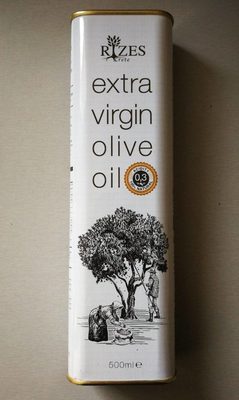 RIZES
crete
extra
virgin
olive
oil
0.3
500ml e